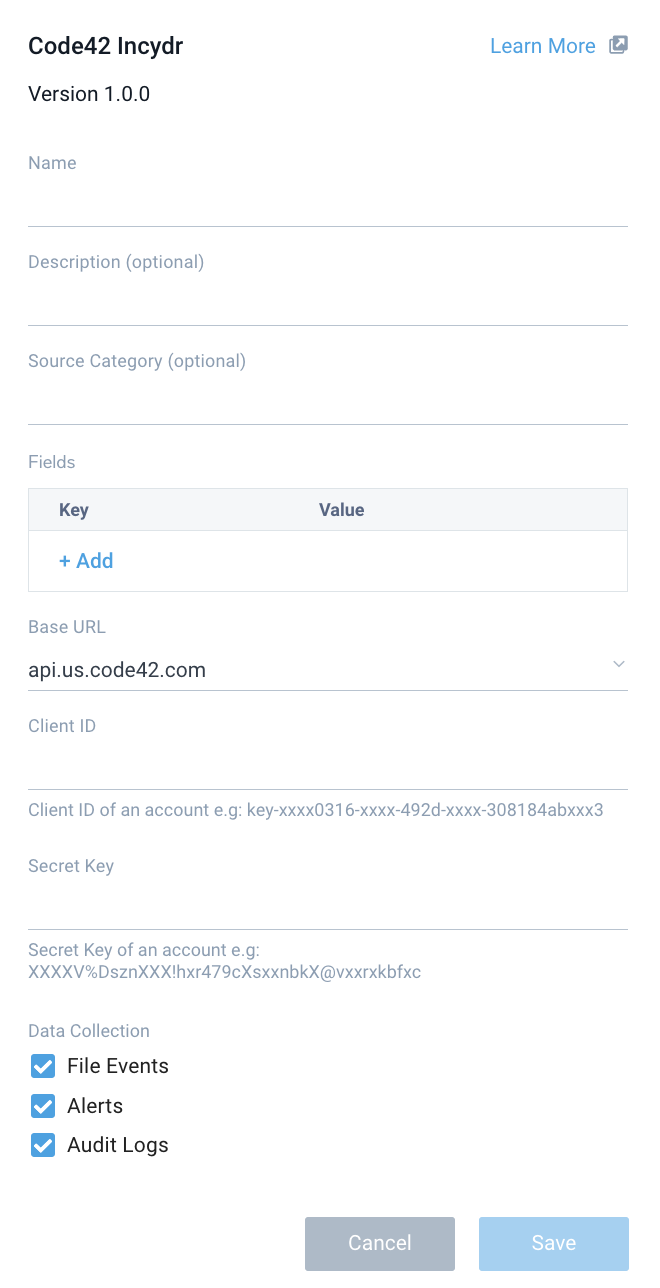 Code42 Incydr
Learn More
Version 1.0.0
Name
Description (optional)
Source Category (optional)
Fields
Key Value
+ Add
Base URL
api.us.code42.com
Client ID
Client ID of an account e.g: key-xxxx0316-xxxx-492d-xxxx-308184abxxx3
Secret Key
Secret Key of an account e.g:
XXXXV%DsznXXX!hxr479cXsxxnbkX@vxxrxkbfxc
Data Collection
File Events
Alerts
Audit Logs
Cancel Save